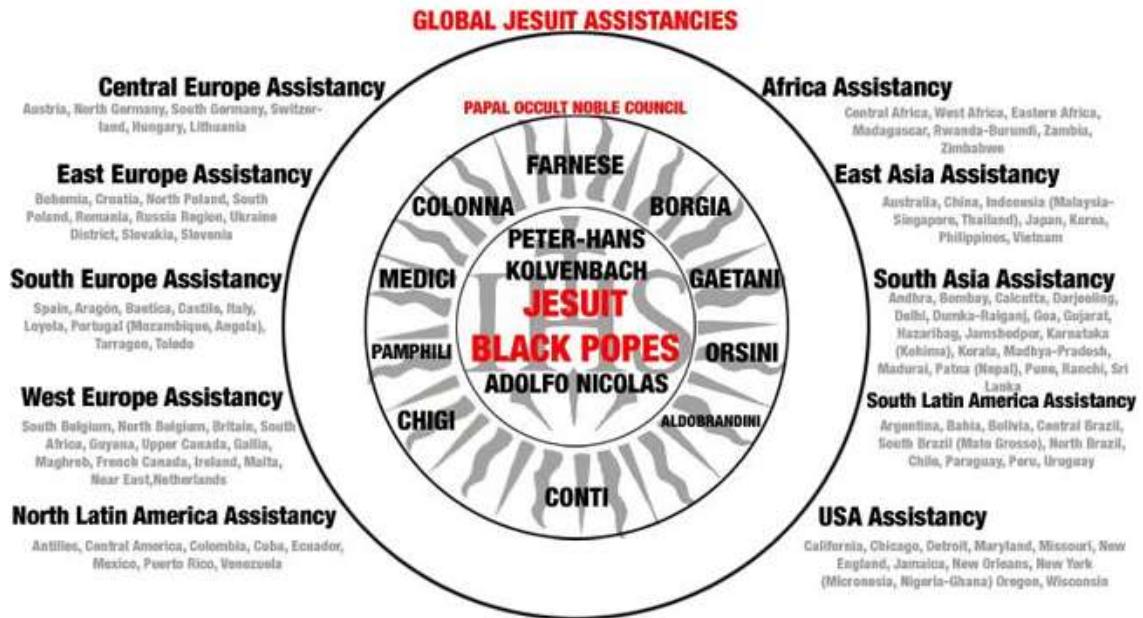 GLOBAL JESUIT ASSISTANCIES
Central Europe Assistancy
Austria, North Germany, South Germany, Switzer-
land, Hungary, Lithuania
East Europe Assistancy
Bohemia, Croatia, North Poland, South
Poland, Romania, Russia Region, Ukraine
District, Slovakia, Slovenia
South Europe Assistancy
Spain, Aragón, Baetica, Castile, Italy,
Loyola, Portugal (Mozambique, Angola),
Tarragon, Toledo
West Europe Assistancy
South Belgium, North Belgium, Britain, South
Africa, Guyana, Upper Canada, Gallia,
Maghreb, French Canada, Ireland, Malta,
Near East,Netherlands
North Latin America Assistancy
Antilles, Central America, Colombia, Cuba, Ecuador,
Mexico, Puerto Rico, Venezuela
PAPAL OCCULT NOBLE COUNCIL
FARNESE
COLONNA
BORGIA
MEDICI
GAETANI
PAMPHILI
ORSINI
CHIGI
ALDOBRANDINI
CONTI
PETER-HANS
KOLVENBACH
JESUIT
BLACK POPES
ADOLFO NICOLAS
IHS
Africa Assistancy
Central Africa, West Africa, Eastern Africa,
Madagascar, Rwanda-Burundi, Zambia,
Zimbabwe
East Asia Assistancy
Australia, China, Indonesia (Malaysia-
Singapore, Thailand), Japan, Korea,
Philippines, Vietnam
South Asia Assistancy
Andhra, Bombay, Calcutta, Darjeeling,
Delhi, Dumka-Raiganj, Goa, Gujarat,
Hazaribag, Jamshedpur, Karnataka
(Kohima), Kerala, Madhya-Pradesh,
Madurai, Patna (Nepal), Pune, Ranchi, Sri
Lanka
South Latin America Assistancy
Argentina, Bahia, Bolivia, Central Brazil,
South Brazil (Mato Grosso), North Brazil,
Chile, Paraguay, Peru, Uruguay
USA Assistancy
California, Chicago, Detroit, Maryland, Missouri, New
England, Jamaica, New Orleans, New York
(Micronesia, Nigeria-Ghana) Oregon, Wisconsin